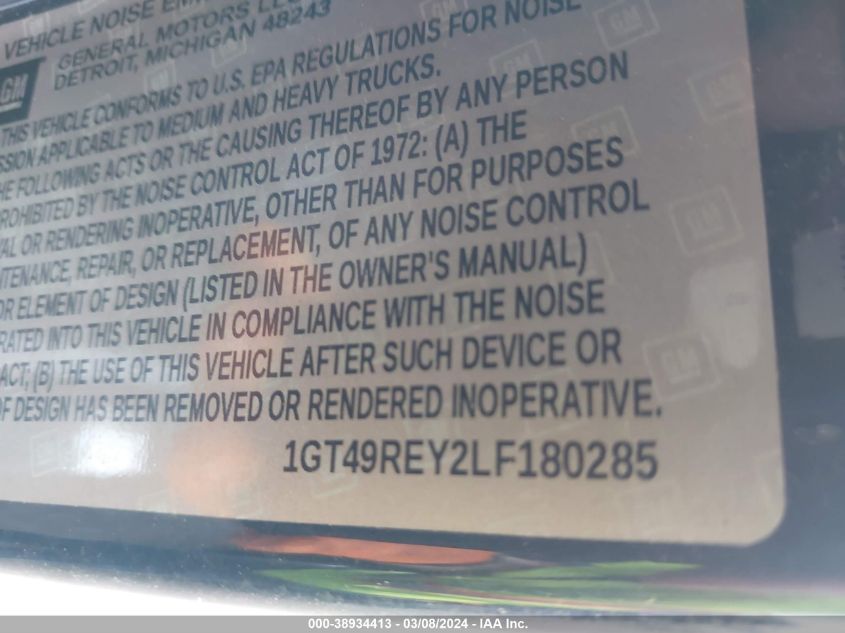 VEHICLE NOISE
GENERAL MOTORS LLC
DETROIT, MICHIGAN 48243
GM
THIS VEHICLE CONFORMS TO U.S. EPA REGULATIONS FOR NOISE
SSION APPLICABLE TO MEDIUM AND HEAVY TRUCKS.
HE FOLLOWING ACTS OR THE CAUSING THEREOF BY ANY PERSON
ROHIBITED BY THE NOISE CONTROL ACT OF 1972: (A) THE
VAL OR RENDERING INOPERATIVE, OTHER THAN FOR PURPOSES
NTENANCE, REPAIR, OR REPLACEMENT, OF ANY NOISE CONTROL
OR ELEMENT OF DESIGN (LISTED IN THE OWNER'S MANUAL)
RATED INTO THIS VEHICLE IN COMPLIANCE WITH THE NOISE
ACT; (B) THE USE OF THIS VEHICLE AFTER SUCH DEVICE OR
OF DESIGN HAS BEEN REMOVED OR RENDERED INOPERATIVE.
1GT49REY2LF180285
000-38934413 - 03/08/2024 - IAA Inc.